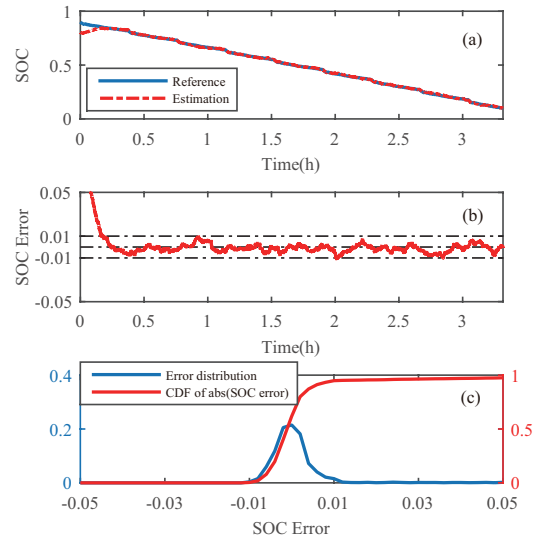 1
(a)
SOC
0.5
Reference
Estimation
0
0 0.5 1 1.5 2 2.5 3
Time(h)
0.05
(b)
SOC Error
0.01
-0.01
-0.05
0 0.5 1 1.5 2 2.5 3
Time(h)
0.4 1
Error distribution
CDF of abs(SOC error)
(c)
0.2 0.5
0 0
-0.05 -0.03 -0.01 0.01 0.03 0.05
SOC Error